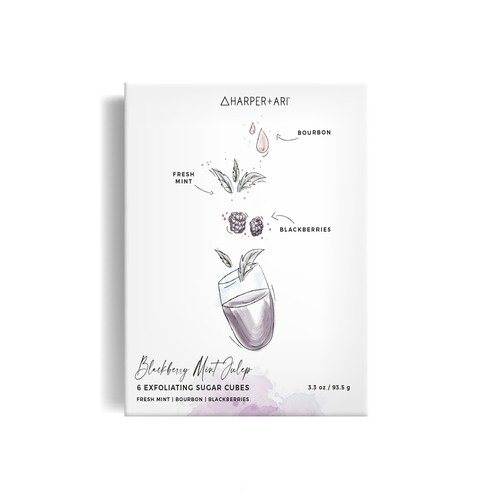 HARPER+ARI
BOURBON
FRESH
MINT
BLACKBERRIES
Blackberry Mint Julep
6 EXFOLIATING SUGAR CUBES
3.3 oz / 93.5 g
FRESH MINT | BOURBON | BLACKBERRIES